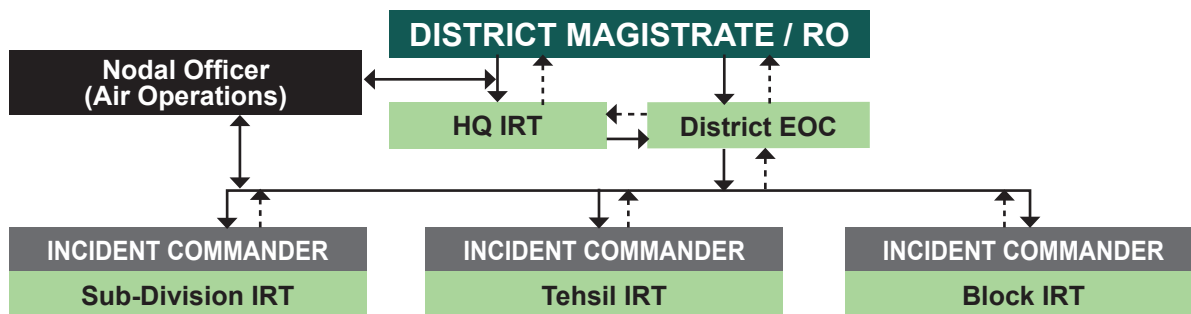 DISTRICT MAGISTRATE / RO
Nodal Officer
(Air Operations)
HQ IRT
District EOC
INCIDENT COMMANDER
Sub-Division IRT
INCIDENT COMMANDER
Tehsil IRT
INCIDENT COMMANDER
Block IRT